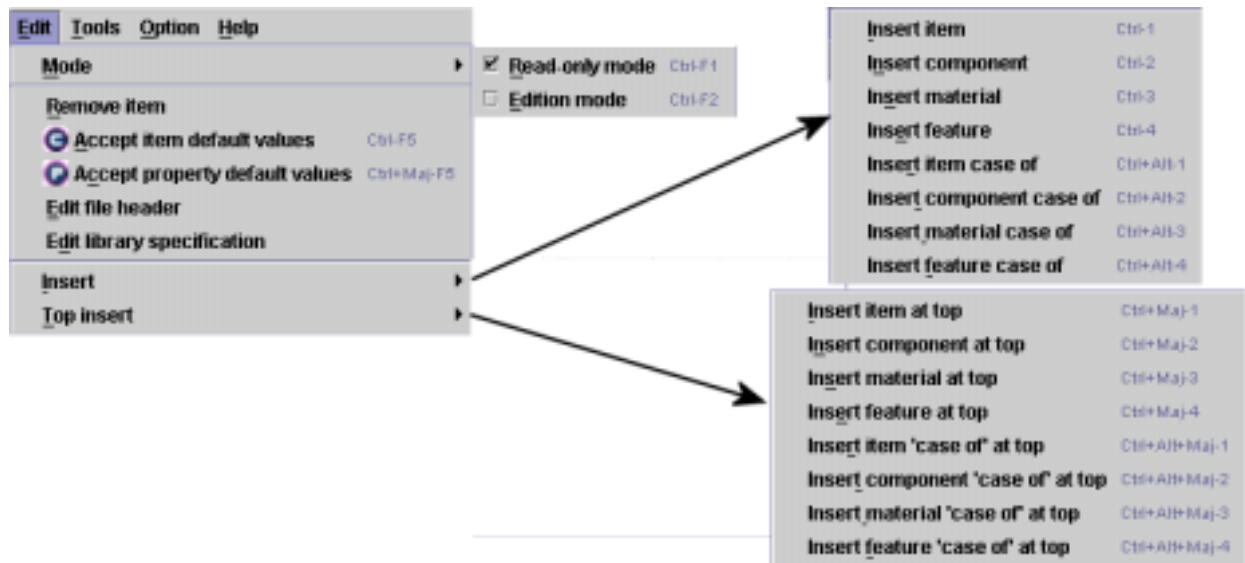 Edit Tools Option Help
Mode
Read-only mode Ctrl-F1
Edition mode Ctrl-F2
Remove item
Accept item default values Ctrl-F5
Accept property default values Ctrl+Maj-F5
Edit file header
Edit library specification
Insert
Top insert
Insert item Ctrl-1
Insert component Ctrl-2
Insert material Ctrl-3
Insert feature Ctrl-4
Insert item case of Ctrl+Alt-1
Insert component case of Ctrl+Alt-2
Insert material case of Ctrl+Alt-3
Insert feature case of Ctrl+Alt-4
Insert item at top Ctrl+Maj-1
Insert component at top Ctrl+Maj-2
Insert material at top Ctrl+Maj-3
Insert feature at top Ctrl+Maj-4
Insert item 'case of' at top Ctrl+Alt+Maj-1
Insert component 'case of' at top Ctrl+Alt+Maj-2
Insert material 'case of' at top Ctrl+Alt+Maj-3
Insert feature 'case of' at top Ctrl+Alt+Maj-4